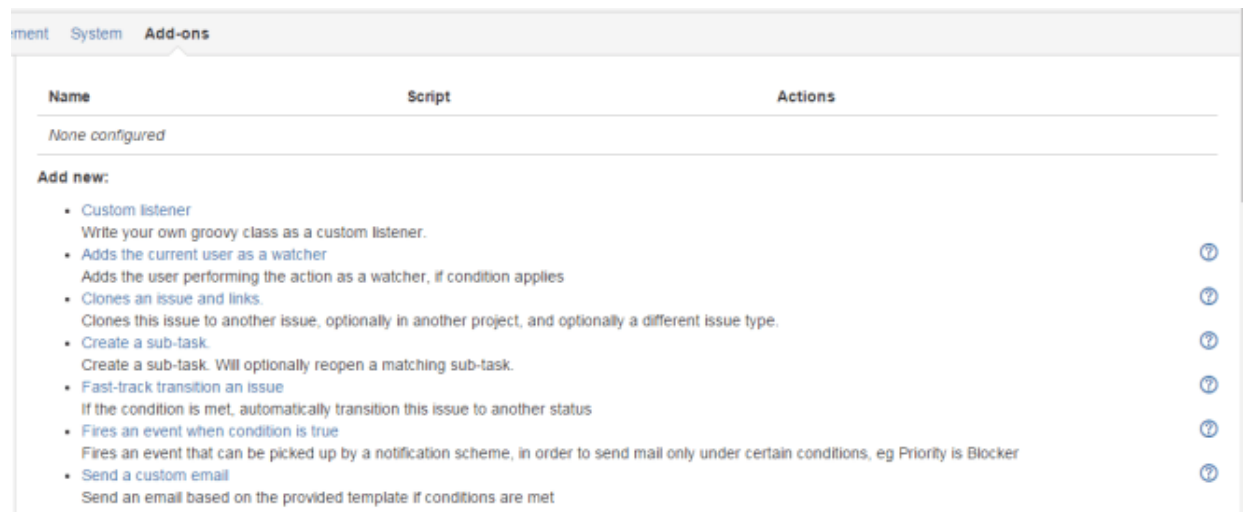 ement System Add-ons
Name Script Actions
None configured
Add new:
Custom listener
Write your own groovy class as a custom listener.
Adds the current user as a watcher
Adds the user performing the action as a watcher, if condition applies
Clones an issue and links.
Clones this issue to another issue, optionally in another project, and optionally a different issue type.
Create a sub-task.
Create a sub-task. Will optionally reopen a matching sub-task.
Fast-track transition an issue
If the condition is met, automatically transition this issue to another status
Fires an event when condition is true
Fires an event that can be picked up by a notification scheme, in order to send mail only under certain conditions, eg Priority is Blocker
Send a custom email
Send an email based on the provided template if conditions are met